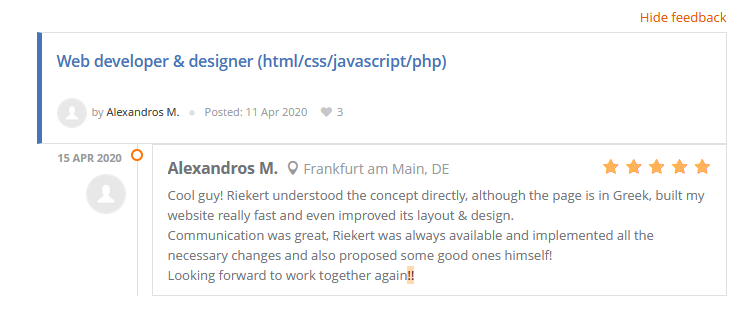 Hide feedback
Web developer & designer (html/css/javascript/php)
by Alexandros M. Posted: 11 Apr 2020 3
15 APR 2020
Alexandros M. Frankfurt am Main, DE
Cool guy! Riekert understood the concept directly, although the page is in Greek, built my
website really fast and even improved its layout & design.
Communication was great, Riekert was always available and implemented all the
necessary changes and also proposed some good ones himself!
Looking forward to work together again!!